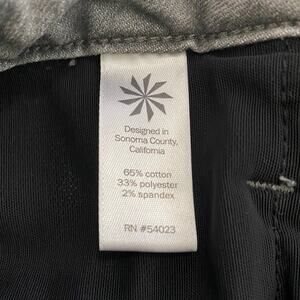 Designed in
Sonoma County,
California
65% cotton
33% polyester
2% spandex
RN #54023